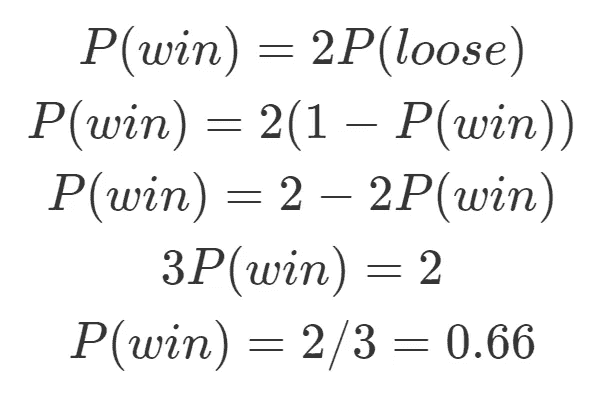 P(win) = 2P(loose)
P(win) = 2(1 − P(win))
P(win) = 2 − 2P(win)
3P(win) = 2
P(win) = 2/3 = 0.66